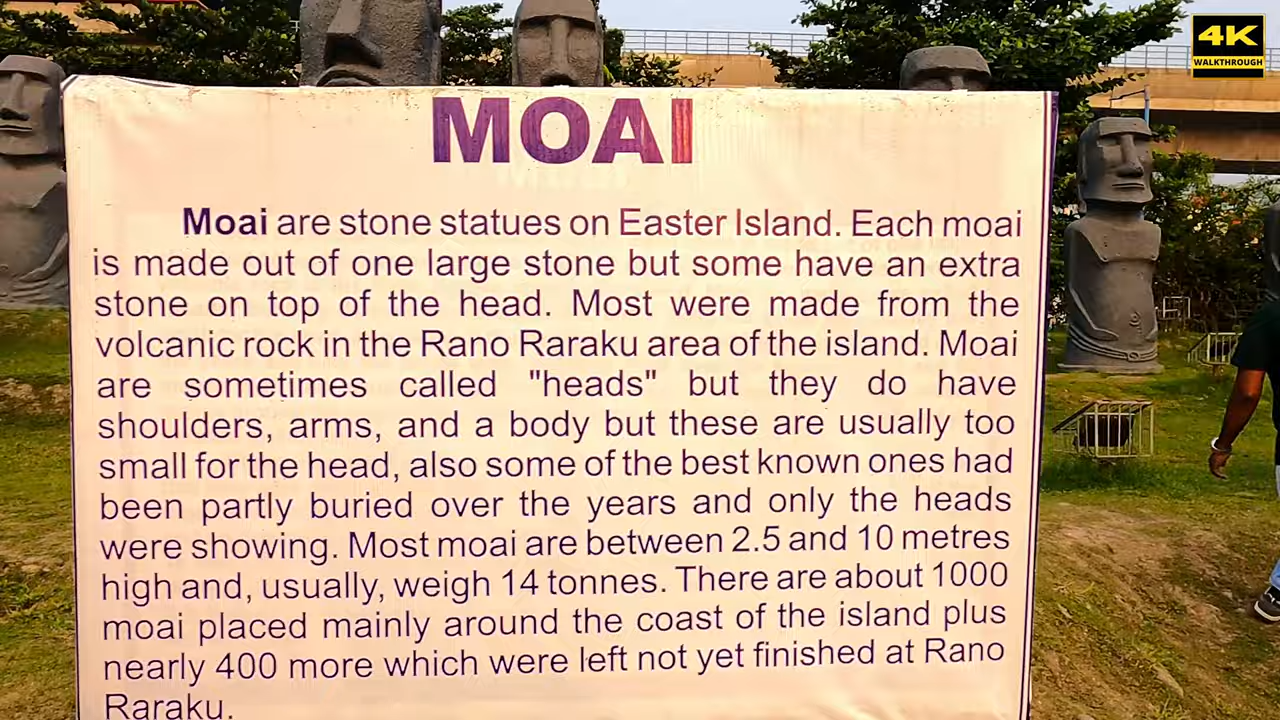 4K
WALKTHROUGH
MOAI
Moai are stone statues on Easter Island. Each moai
is made out of one large stone but some have an extra
stone on top of the head. Most were made from the
volcanic rock in the Rano Raraku area of the island. Moai
are sometimes called "heads" but they do have
shoulders, arms, and a body but these are usually too
small for the head, also some of the best known ones had
been partly buried over the years and only the heads
were showing. Most moai are between 2.5 and 10 metres
high and, usually, weigh 14 tonnes. There are about 1000
moai placed mainly around the coast of the island plus
nearly 400 more which were left not yet finished at Rano
Raraku.